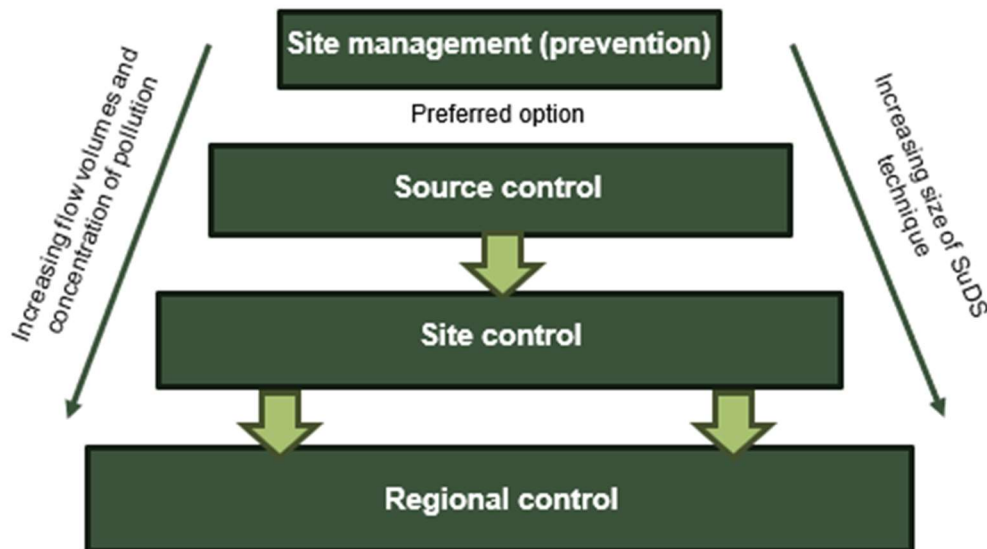 Site management (prevention)
Increasing flow volumes and
concentration of pollution
Increasing size of SuDS
technique
Preferred option
Source control
Site control
Regional control